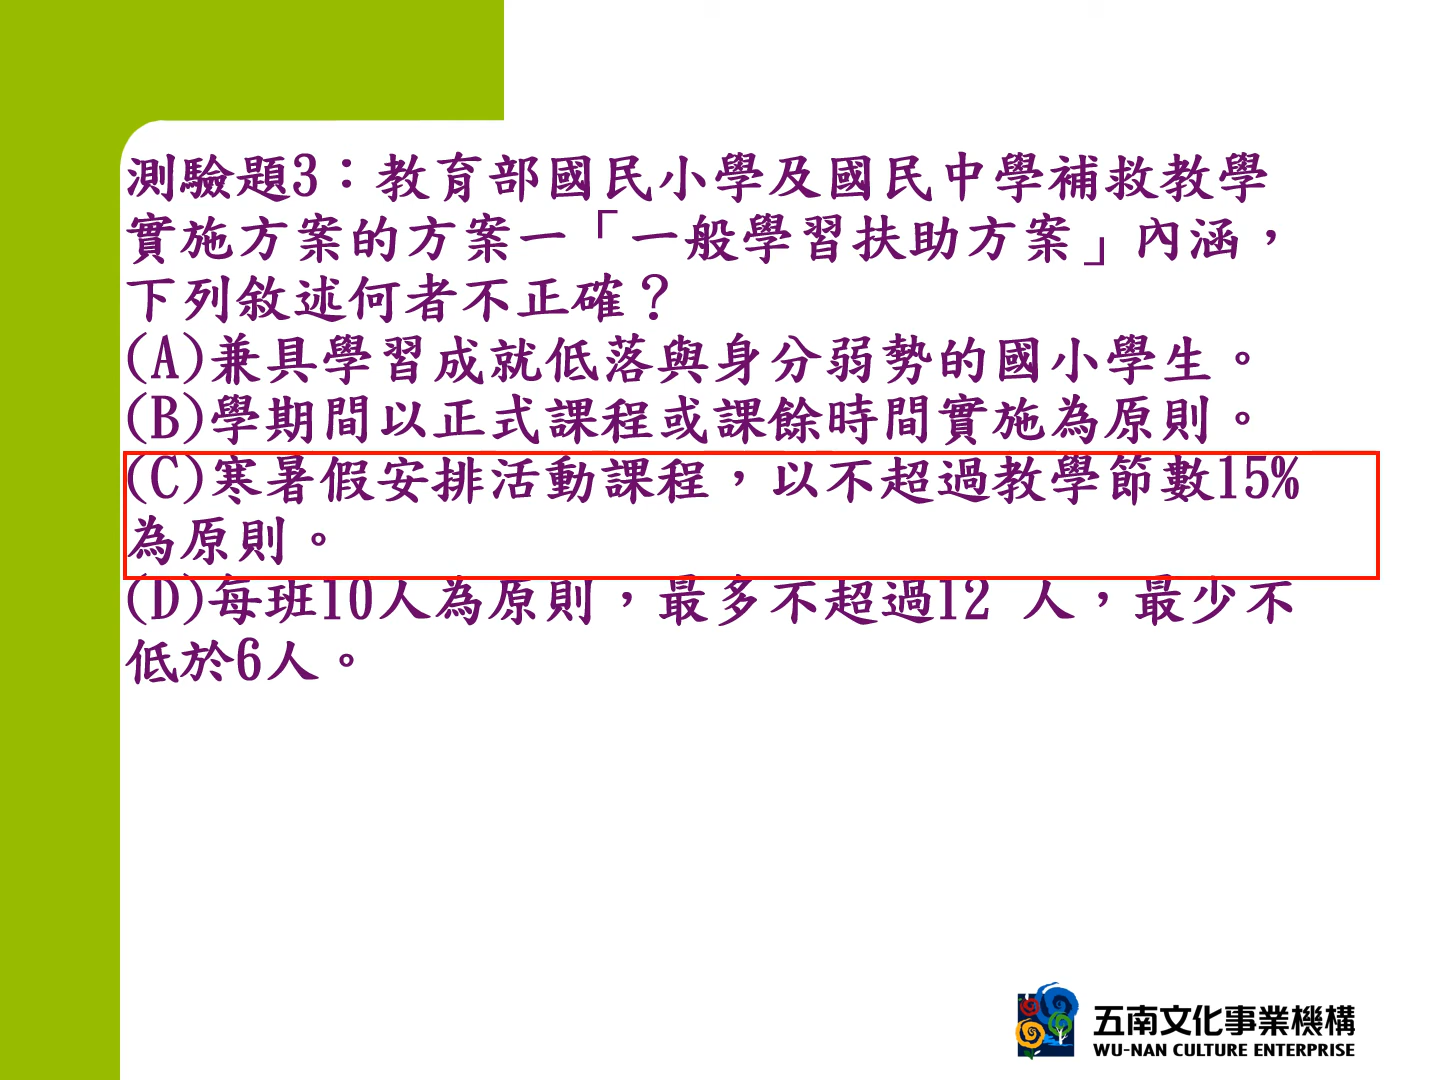 測驗題3：教育部國民小學及國民中學補救教學
實施方案的方案一「一般學習扶助方案」內涵，
下列敘述何者不正確？
(A)兼具學習成就低落與身分弱勢的國小學生。
(B)學期間以正式課程或課餘時間實施為原則。
(C)寒暑假安排活動課程，以不超過教學節數15%
為原則。
(D)每班10人為原則，最多不超過12 人，最少不
低於6人。
五南文化事業機構
WU-NAN CULTURE ENTERPRISE